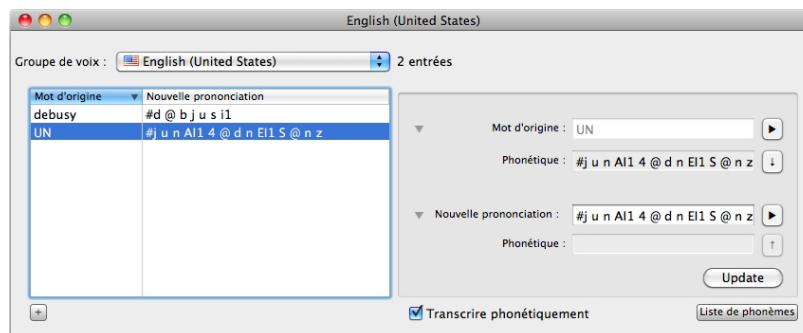 English (United States)
Groupe de voix : English (United States) 2 entrées
Mot d'origine Nouvelle prononciation
debusy #d @ b j u s i1
UN #j u n AI1 4 @ d n EI1 S @ n z
Mot d'origine : UN
Phonétique : #j u n AI1 4 @ d n EI1 S @ n z
Nouvelle prononciation : #j u n AI1 4 @ d n EI1 S @ n z
Phonétique :
Update
Transcrire phonétiquement
Liste de phonèmes